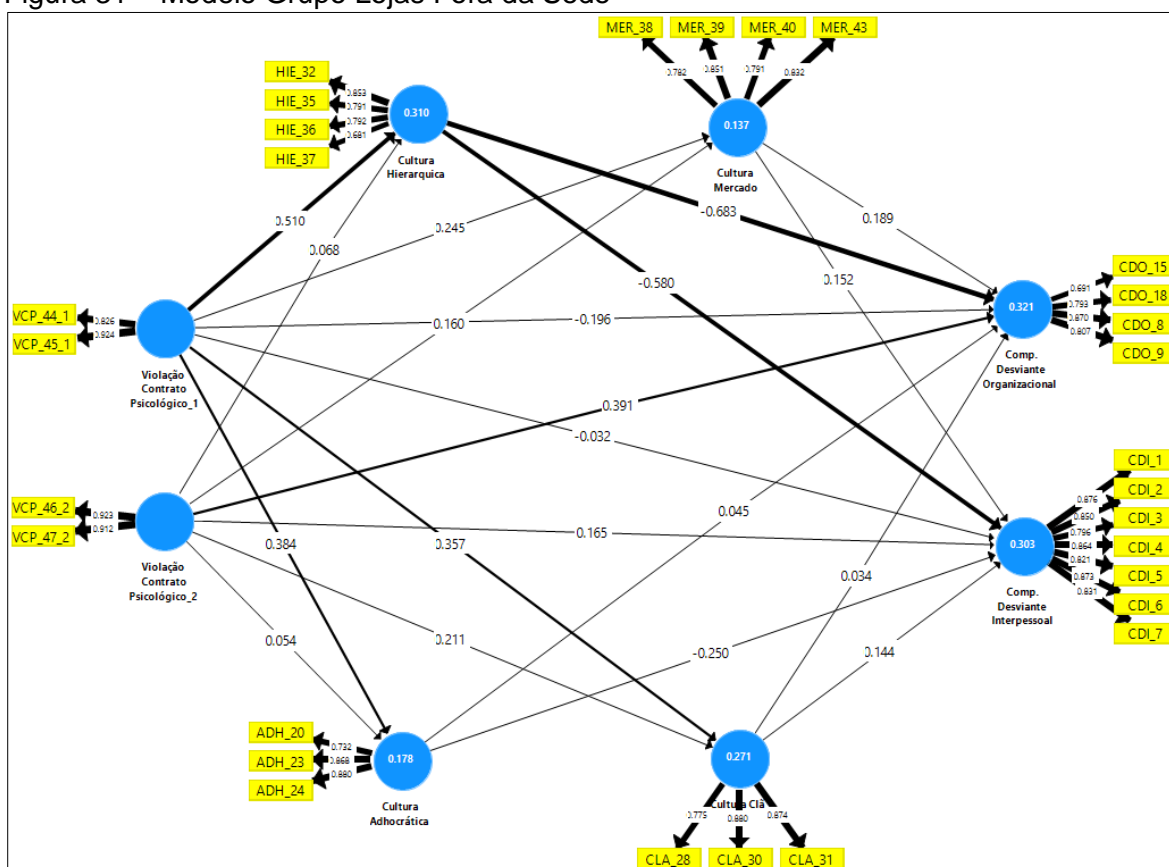 Figura 31 – Modelo Grupo Lojas Fora da Sede
MER_38
MER_39
MER_40
MER_43
0.782
0.851
0.791
0.832
0.137
Cultura
Mercado
HIE_32
HIE_35
HIE_36
HIE_37
0.853
0.791
0.792
0.681
0.310
Cultura
Hierarquica
0.510
0.068
0.245
0.160
-0.683
-0.580
0.189
0.152
VCP_44_1
VCP_45_1
0.826
0.924
Violação
Contrato
Psicológico_1
-0.196
-0.032
0.384
0.357
0.321
Comp.
Desviante
Organizacional
0.691
0.793
0.870
0.807
CDO_15
CDO_18
CDO_8
CDO_9
VCP_46_2
VCP_47_2
0.923
0.912
Violação
Contrato
Psicológico_2
0.391
0.165
0.054
0.211
0.045
-0.250
0.034
0.144
0.303
Comp.
Desviante
Interpessoal
0.876
0.850
0.796
0.864
0.821
0.873
0.831
CDI_1
CDI_2
CDI_3
CDI_4
CDI_5
CDI_6
CDI_7
ADH_20
ADH_23
ADH_24
0.732
0.868
0.880
0.178
Cultura
Adhocrática
0.271
Cultura Clã
0.775
0.880
0.874
CLA_28
CLA_30
CLA_31